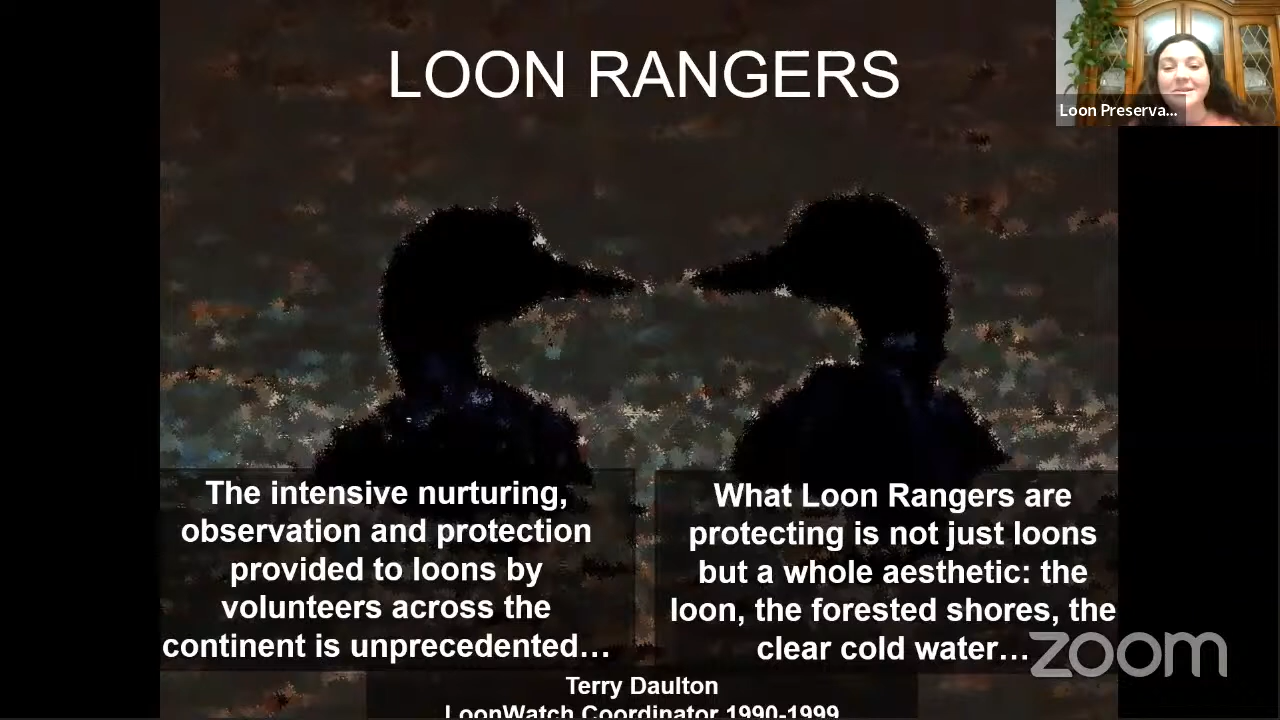 LOON RANGERS
Loon Preserva...
The intensive nurturing,
observation and protection
provided to loons by
volunteers across the
continent is unprecedented…
What Loon Rangers are
protecting is not just loons
but a whole aesthetic: the
loon, the forested shores, the
clear cold water…
zoom
Terry Daulton
LoonWatch Coordinator 1990-1999